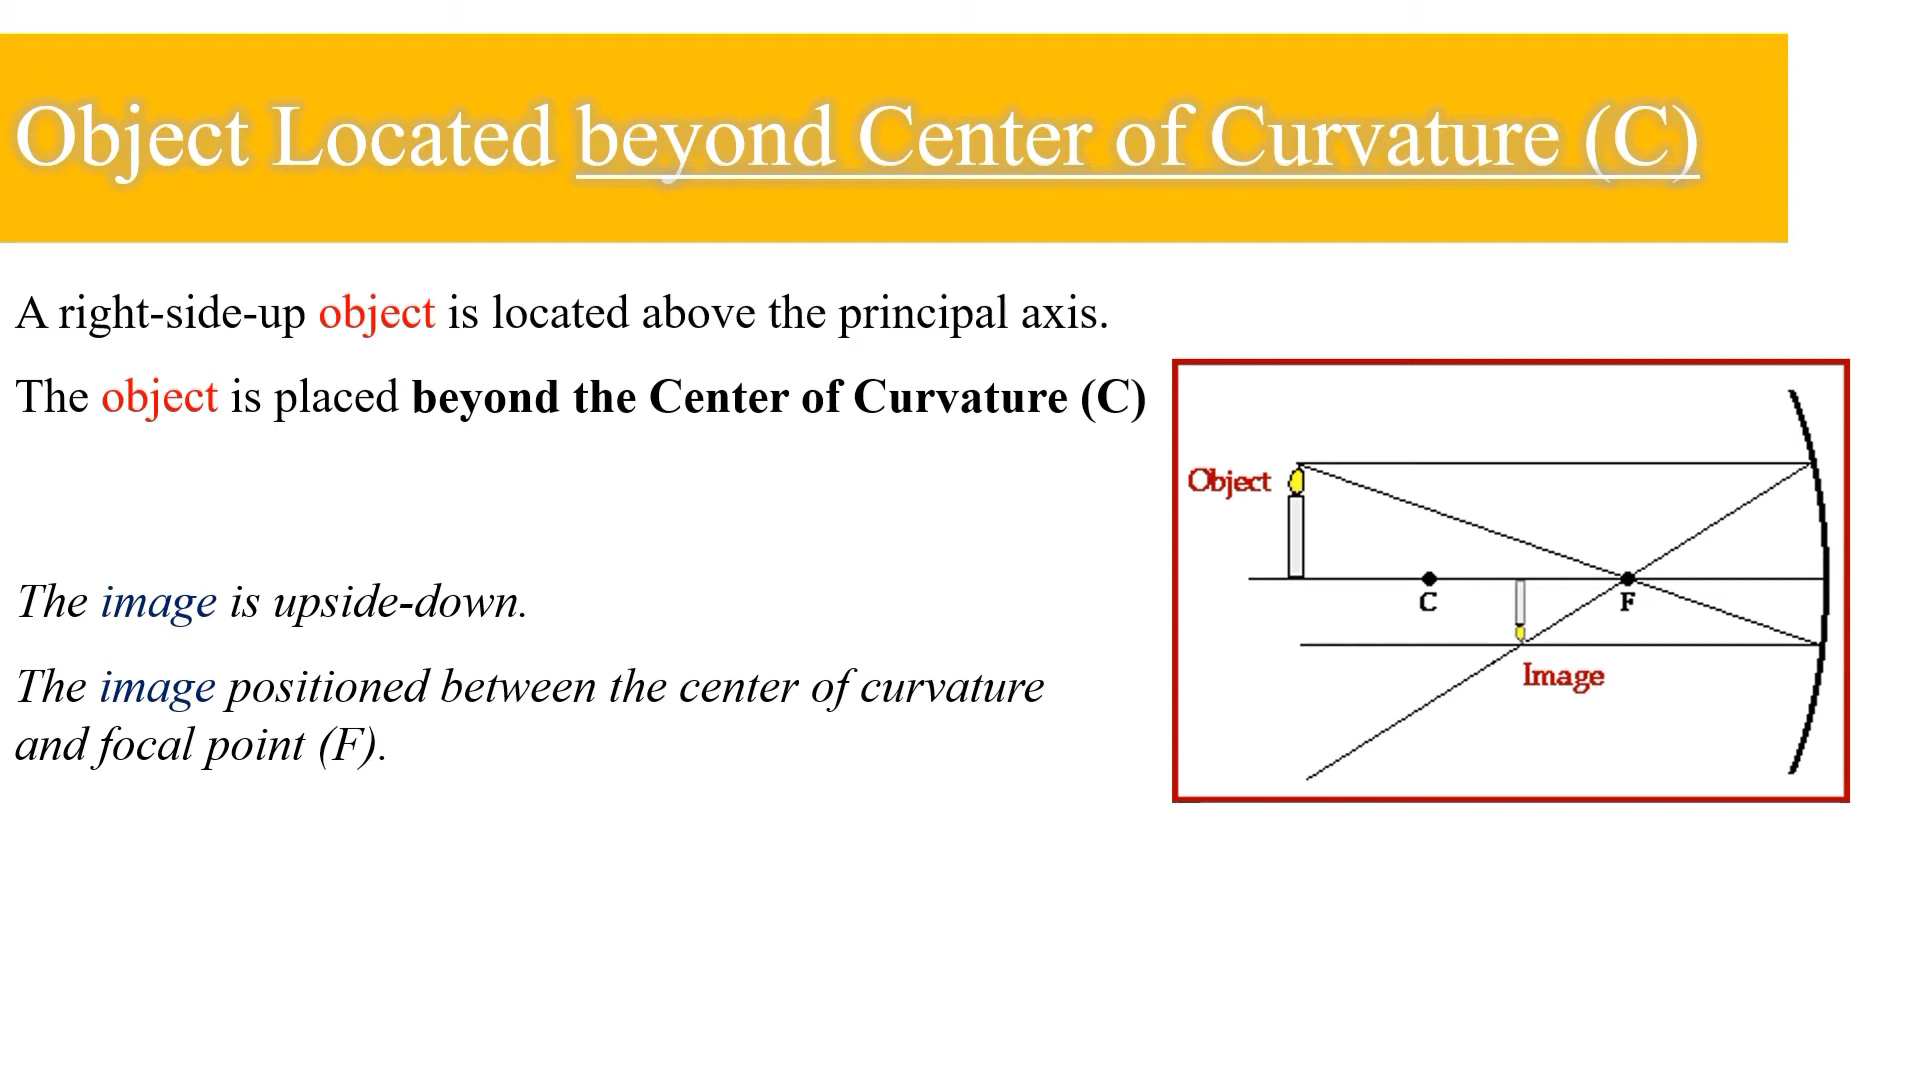 Object Located beyond Center of Curvature (C)
A right-side-up object is located above the principal axis.
The object is placed beyond the Center of Curvature (C)
The image is upside-down.
The image positioned between the center of curvature
and focal point (F).
Object
C
F
Image